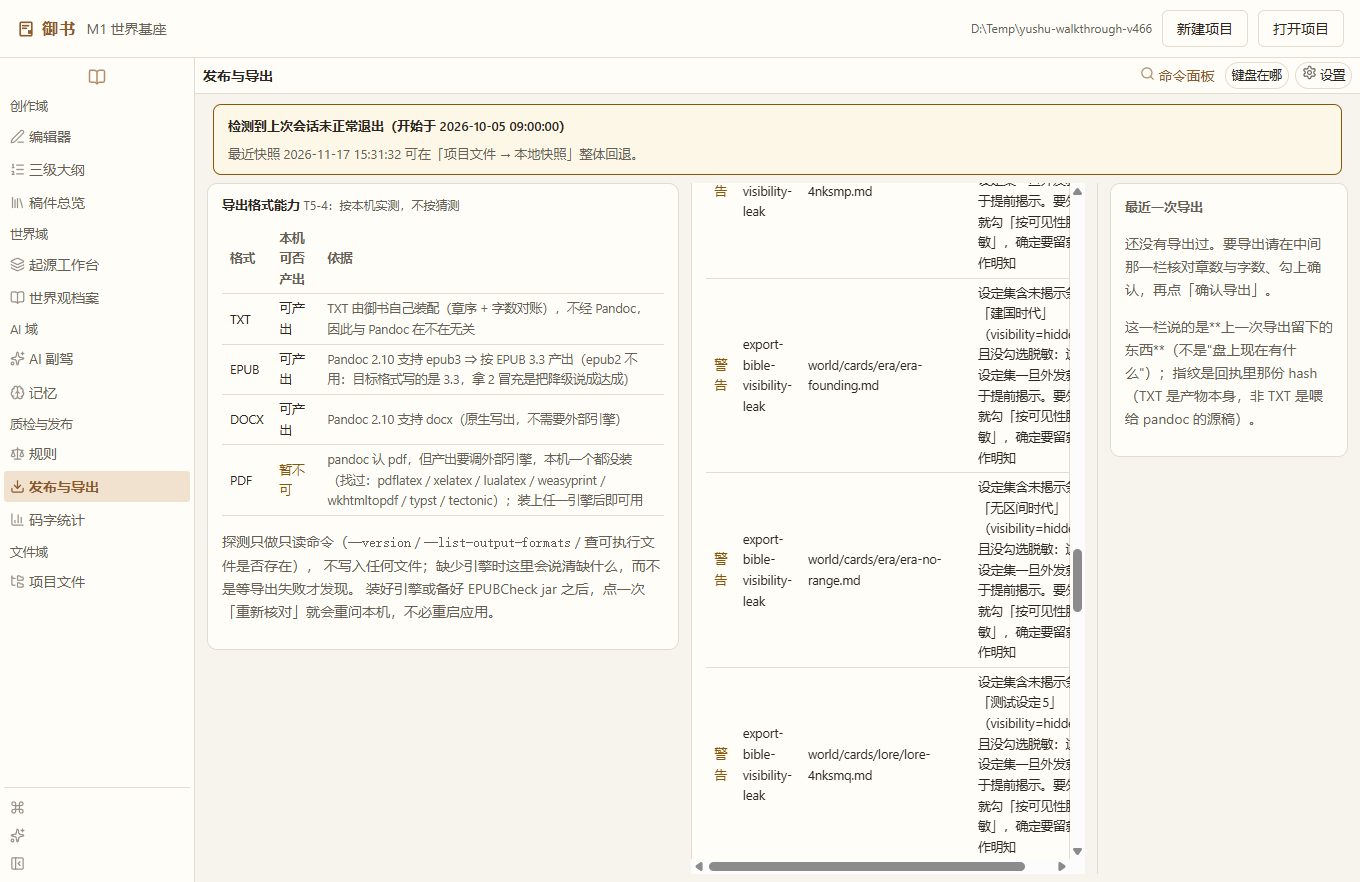 御书 M1 世界基座
D:\Temp\yushu-walkthrough-v466 新建项目 打开项目
创作域
编辑器
三级大纲
稿件总览
世界域
起源工作台
世界观档案
AI 域
AI 副驾
记忆
质检与发布
规则
发布与导出
码字统计
文件域
项目文件
发布与导出
命令面板 键盘在哪 设置
检测到上次会话未正常退出（开始于 2026-10-05 09:00:00）
最近快照 2026-11-17 15:31:32 可在「项目文件 → 本地快照」整体回退。
导出格式能力 T5-4：按本机实测，不按猜测
格式
本机
可否
产出
依据
TXT
可产
出
TXT 由御书自己装配（章序 + 字数对账），不经 Pandoc，
因此与 Pandoc 在不在无关
EPUB
可产
出
Pandoc 2.10 支持 epub3 ⇒ 按 EPUB 3.3 产出（epub2 不
用：目标格式写的是 3.3，拿 2 冒充是把降级说成达成）
DOCX
可产
出
Pandoc 2.10 支持 docx（原生写出，不需要外部引擎）
PDF
暂不
可
pandoc 认 pdf，但产出要调外部引擎，本机一个都没装
（找过：pdflatex / xelatex / lualatex / weasyprint /
wkhtmltopdf / typst / tectonic）；装上任一引擎后即可用
探测只做只读命令（--version / --list-output-formats / 查可执行文
件是否存在），不写入任何文件；缺少引擎时这里会说清缺什么，而不
是等导出失败才发现。 装好引擎或备好 EPUBCheck jar 之后，点一次
「重新核对」就会重问本机，不必重启应用。
告
visibility-
leak
4nksmp.md
于提前揭示。要外
就勾「按可见性脱
敏」，确定要留
作明知
警
告
export-
bible-
visibility-
leak
world/cards/era/era-
founding.md
设定集含未揭示条
「建国时代」
（visibility=hidde
且没勾选脱敏：这
设定集一旦外发
于提前揭示。要外
就勾「按可见性脱
敏」，确定要留
作明知
警
告
export-
bible-
visibility-
leak
world/cards/era/era-no-
range.md
设定集含未揭示条
「无区间时代」
（visibility=hidde
且没勾选脱敏：这
设定集一旦外发
于提前揭示。要外
就勾「按可见性脱
敏」，确定要留
作明知
警
告
export-
bible-
visibility-
leak
world/cards/lore/lore-
4nksmq.md
设定集含未揭示条
「测试设定5」
（visibility=hidde
且没勾选脱敏：这
设定集一旦外发
于提前揭示。要外
就勾「按可见性脱
敏」，确定要留
作明知
最近一次导出
还没有导出过。要导出请在中间
那一栏核对章数与字数、勾上确
认，再点「确认导出」。
这一栏说的是**上一次导出留下的
东西**（不是"盘上现在有什
么"）；指纹是回执里那份 hash
（TXT 是产物本身，非 TXT 是喂
给 pandoc 的源稿）。